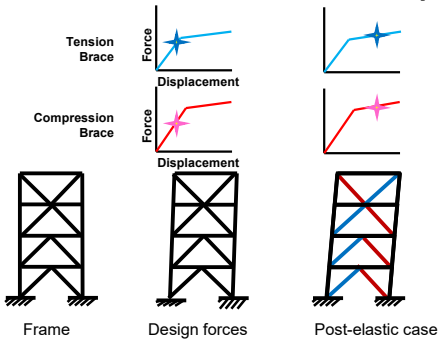 Tension
Brace
Force
Displacement
Compression
Brace
Force
Displacement
Frame
Design forces
Post-elastic case